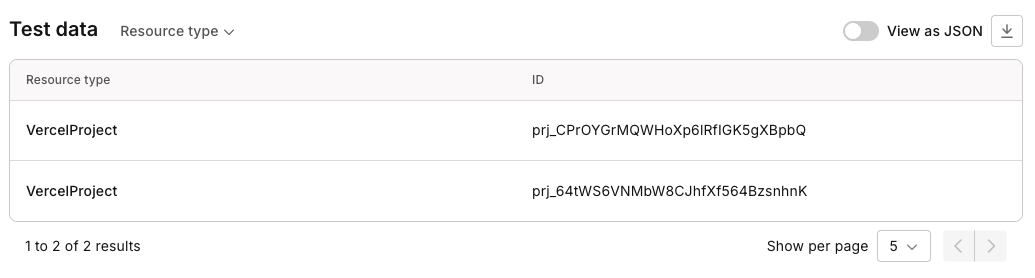 Test data Resource type View as JSON
Resource type ID
VercelProject prj_CPrOYGrMQWHoXp6lRflGK5gXBpbQ
VercelProject prj_64tWS6VNMbW8CJhfXf564BzsnhnK
1 to 2 of 2 results Show per page 5